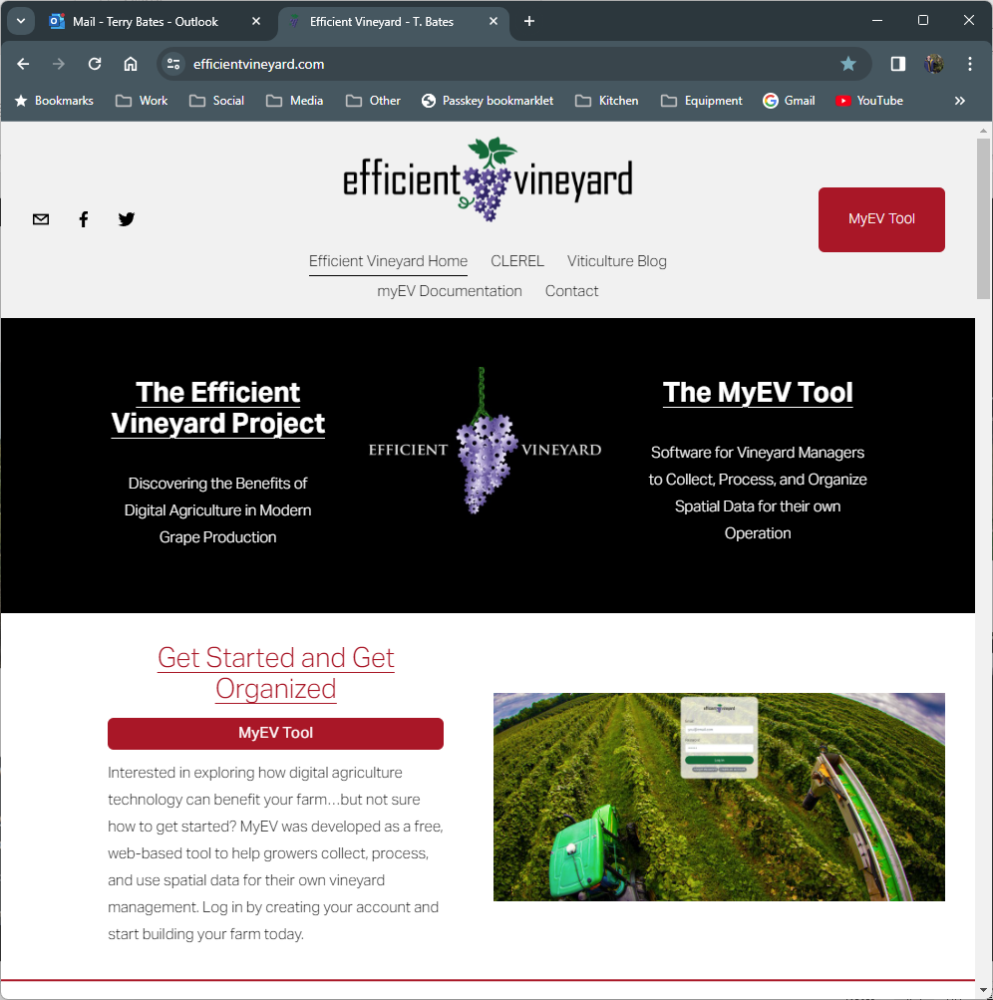 Mail - Terry Bates - Outlook
Efficient Vineyard - T. Bates
efficientvineyard.com
Bookmarks
Work
Social
Media
Other
Passkey bookmarklet
Kitchen
Equipment
Gmail
YouTube
efficient vineyard
MyEV Tool
Efficient Vineyard Home CLEREL Viticulture Blog
myEV Documentation Contact
The Efficient
Vineyard Project
Discovering the Benefits of
Digital Agriculture in Modern
Grape Production
EFFICIENT VINEYARD
The MyEV Tool
Software for Vineyard Managers
to Collect, Process, and Organize
Spatial Data for their own
Operation
Get Started and Get
Organized
MyEV Tool
Interested in exploring how digital agriculture
technology can benefit your farm…but not sure
how to get started? MyEV was developed as a free,
web-based tool to help growers collect, process,
and use spatial data for their own vineyard
management. Log in by creating your account and
start building your farm today.
efficient vineyard